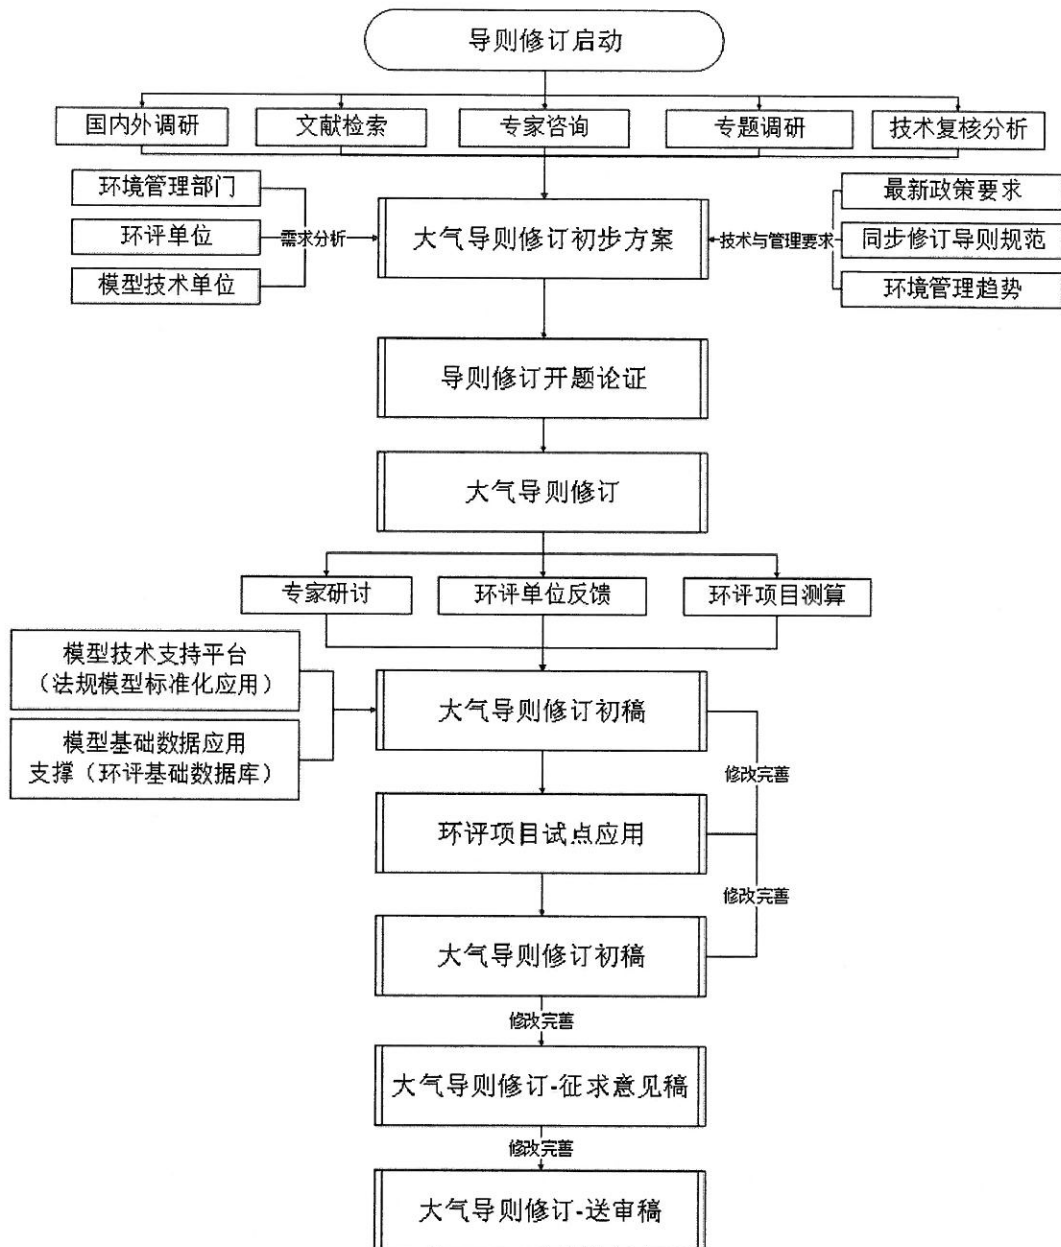 导则修订启动
国内外调研
文献检索
专家咨询
专题调研
技术复核分析
环境管理部门
环评单位
模型技术单位
需求分析
大气导则修订初步方案
技术与管理要求
最新政策要求
同步修订导则规范
环境管理趋势
导则修订开题论证
大气导则修订
专家研讨
环评单位反馈
环评项目测算
模型技术支持平台
（法规模型标准化应用）
模型基础数据应用
支撑（环评基础数据库）
大气导则修订初稿
修改完善
环评项目试点应用
修改完善
大气导则修订初稿
修改完善
大气导则修订-征求意见稿
修改完善
大气导则修订-送审稿